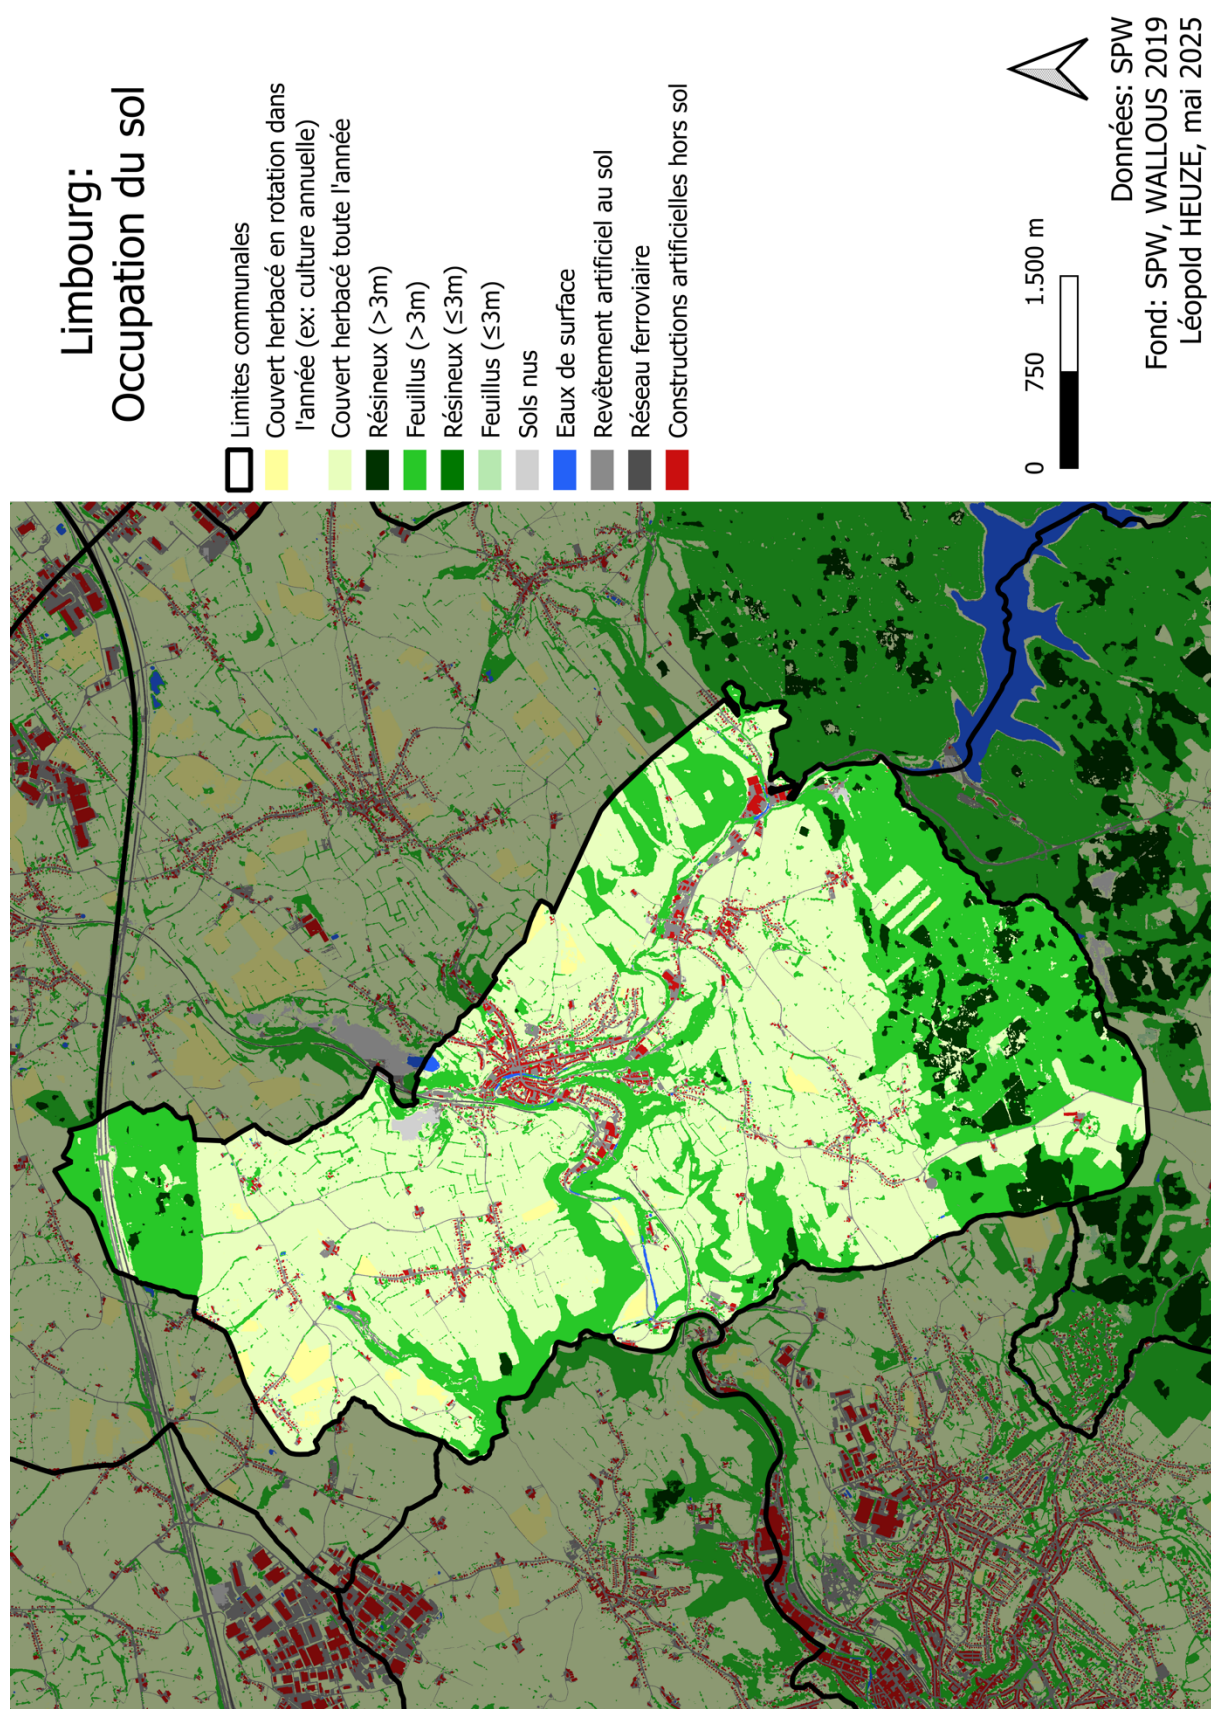 Limbourg:
Occupation du sol
Limites communales
Couvert herbacé en rotation dans
l'année (ex: culture annuelle)
Couvert herbacé toute l'année
Résineux (>3m)
Feuillus (>3m)
Résineux (≤3m)
Feuillus (≤3m)
Sols nus
Eaux de surface
Revêtement artificiel au sol
Réseau ferroviaire
Constructions artificielles hors sol
0 750 1.500 m
Données: SPW
Fond: SPW, WALLOUS 2019
Léopold HEUZE, mai 2025